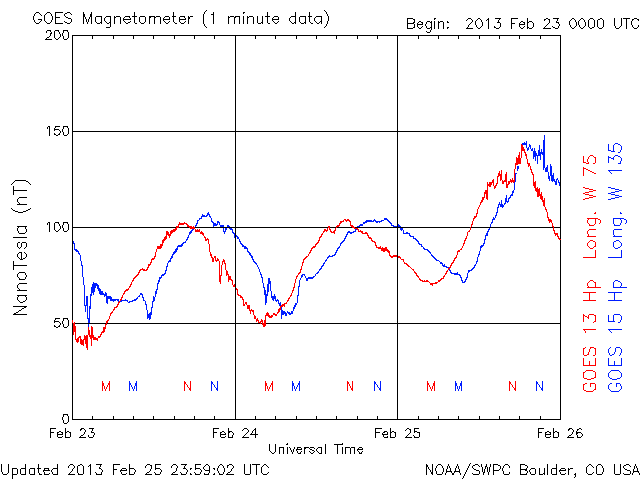 GOES Magnetometer (1 minute data)
Begin: 2013 Feb 23 0000 UTC
200
150
100
50
0
NanoTesla (nT)
M M N N M M N N M M N N
Feb 23 Feb 24 Feb 25 Feb 26
Universal Time
GOES 13 Hp Long. W 75
GOES 15 Hp Long. W 135
Updated 2013 Feb 25 23:59:02 UTC
NOAA/SWPC Boulder, CO USA